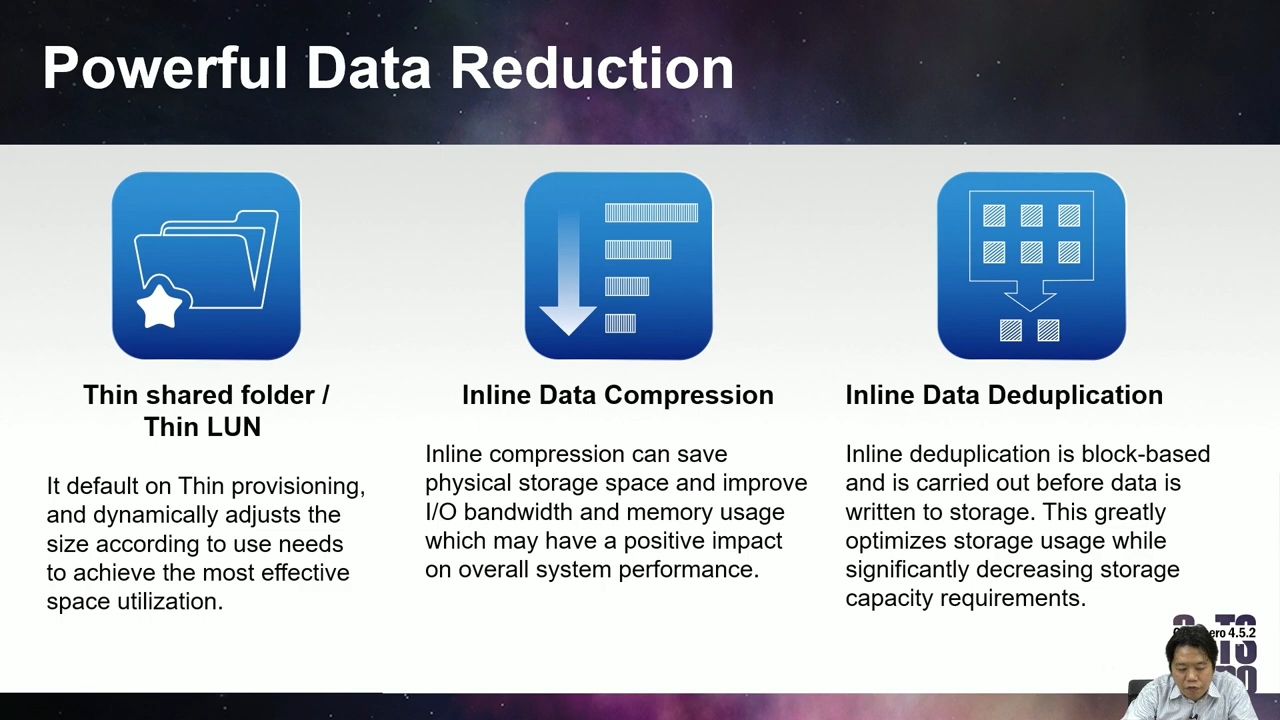 Powerful Data Reduction
Thin shared folder /
Thin LUN
It default on Thin provisioning,
and dynamically adjusts the
size according to use needs
to achieve the most effective
space utilization.
Inline Data Compression
Inline compression can save
physical storage space and improve
I/O bandwidth and memory usage
which may have a positive impact
on overall system performance.
Inline Data Deduplication
Inline deduplication is block-based
and is carried out before data is
written to storage. This greatly
optimizes storage usage while
significantly decreasing storage
capacity requirements.
4.5.2